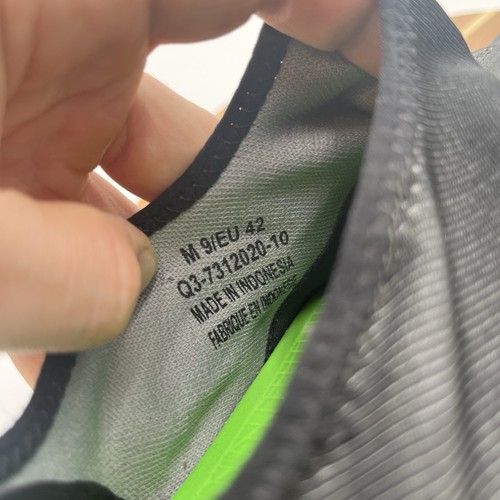 M 9/EU 42
Q3-7312020-10
MADE IN INDONESIA
FABRIQUE EN INDONESIE